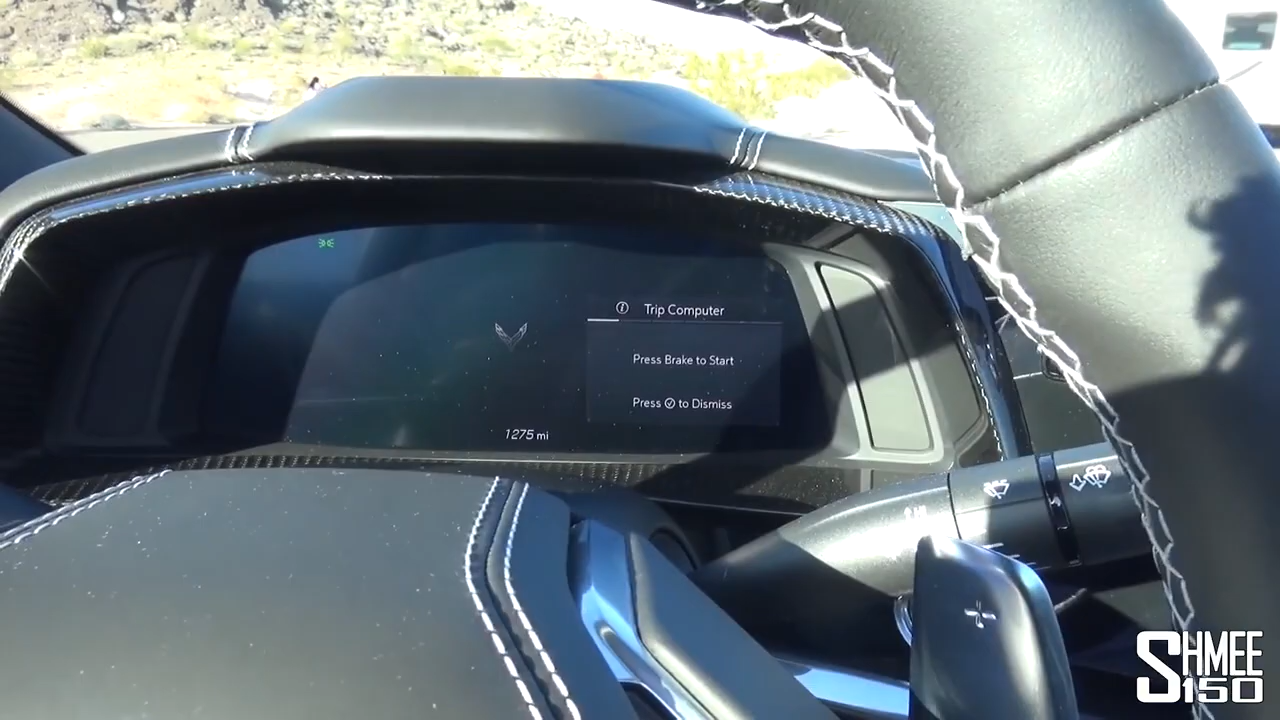 Trip Computer
Press Brake to Start
Press ✓ to Dismiss
1275 mi
SHMEE
150